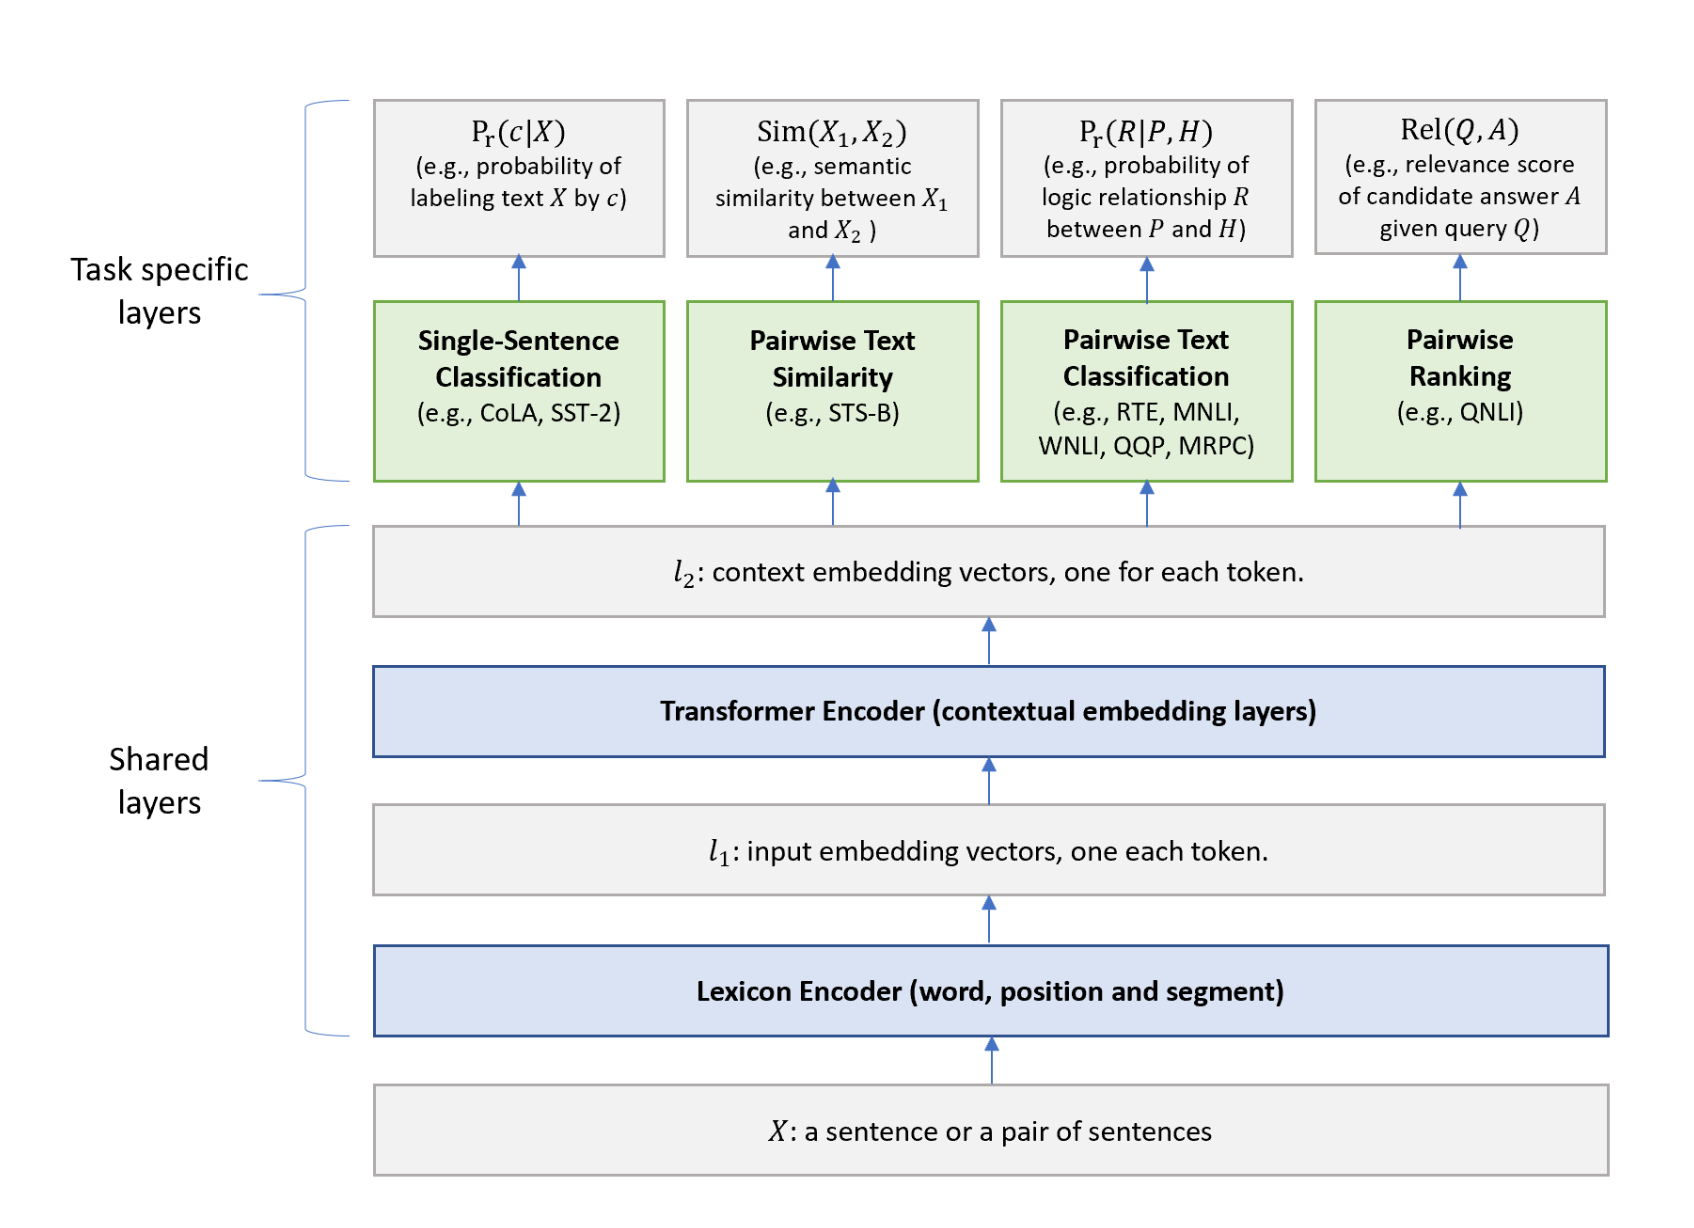 Task specific
layers
P_r(c|X)
(e.g., probability of
labeling text X by c)
Sim(X_1, X_2)
(e.g., semantic
similarity between X_1
and X_2 )
P_r(R|P, H)
(e.g., probability of
logic relationship R
between P and H)
Rel(Q, A)
(e.g., relevance score
of candidate answer A
given query Q)
Single-Sentence
Classification
(e.g., CoLA, SST-2)
Pairwise Text
Similarity
(e.g., STS-B)
Pairwise Text
Classification
(e.g., RTE, MNLI,
WNLI, QQP, MRPC)
Pairwise
Ranking
(e.g., QNLI)
Shared
layers
l_2: context embedding vectors, one for each token.
Transformer Encoder (contextual embedding layers)
l_1: input embedding vectors, one each token.
Lexicon Encoder (word, position and segment)
X: a sentence or a pair of sentences